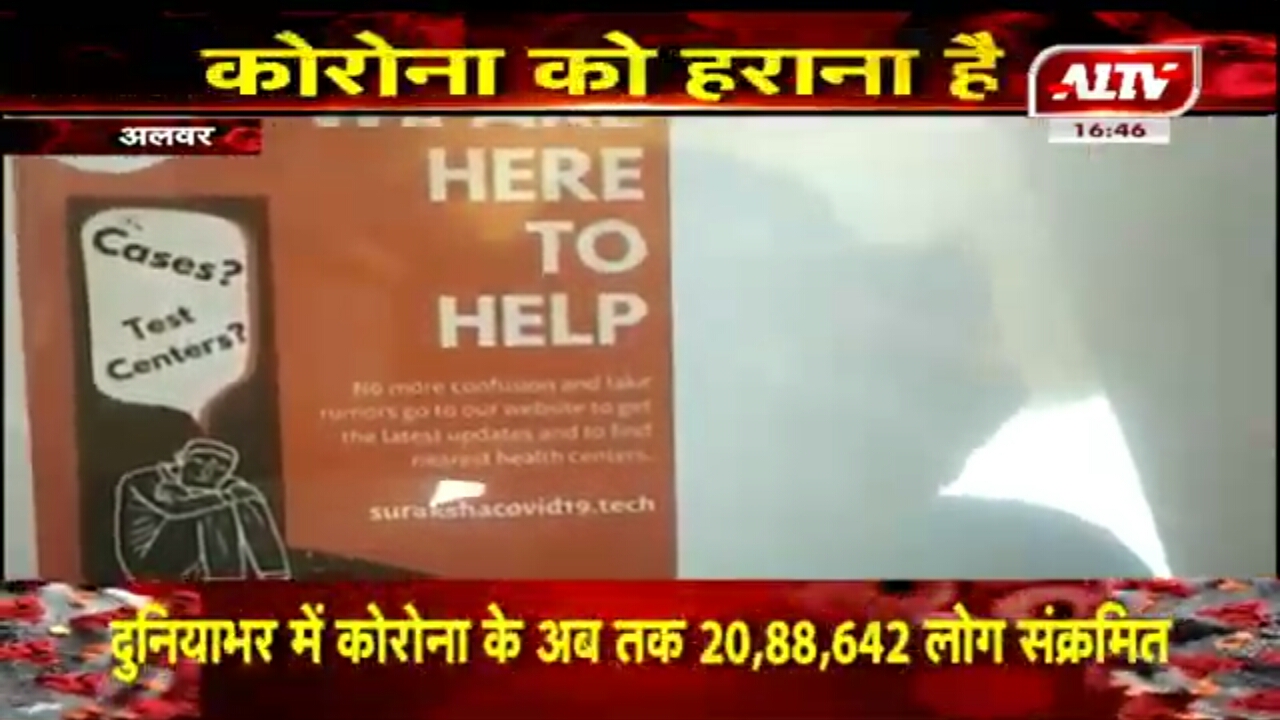 कोरोना को हराना है
ALTV
16:46
अलवर
HERE
TO
HELP
Cases?
Test
Centers?
No more confusion and fake
rumors go to our website to get
the latest updates and to find
nearest health centers.
surakshacovid19.tech
दुनियाभर में कोरोना के अब तक 20,88,642 लोग संक्रमित